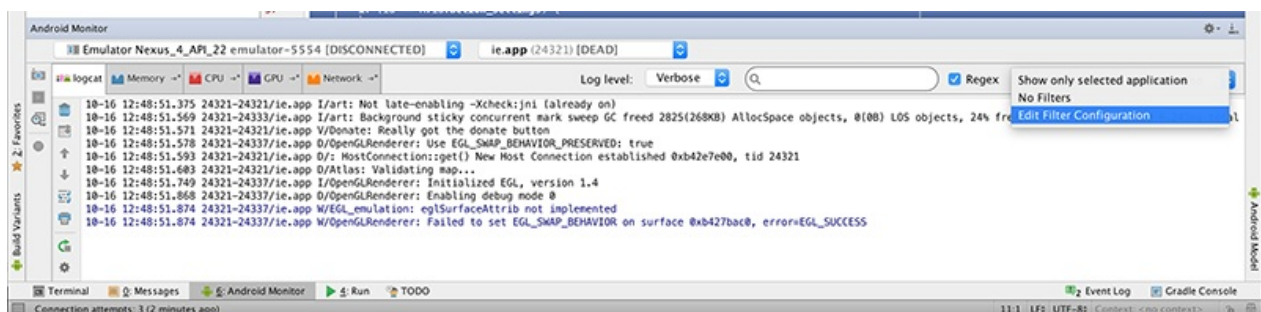 Android Monitor
Emulator Nexus_4_API_22 emulator-5554 [DISCONNECTED] ie.app (24321) [DEAD]
logcat Memory CPU GPU Network Log level: Verbose Regex
Show only selected application
No Filters
Edit Filter Configuration
10-16 12:48:51.375 24321-24321/ie.app I/art: Not late-enabling -Xcheck:jni (already on)
10-16 12:48:51.569 24321-24333/ie.app I/art: Background sticky concurrent mark sweep GC freed 2825(268KB) AllocSpace objects, 0(0B) LOS objects, 24% fre
10-16 12:48:51.571 24321-24321/ie.app V/Donate: Really got the donate button
10-16 12:48:51.578 24321-24337/ie.app D/OpenGLRenderer: Use EGL_SWAP_BEHAVIOR_PRESERVED: true
10-16 12:48:51.593 24321-24321/ie.app D/: HostConnection::get() New Host Connection established 0xb42e7e00, tid 24321
10-16 12:48:51.603 24321-24321/ie.app D/Atlas: Validating map...
10-16 12:48:51.749 24321-24337/ie.app I/OpenGLRenderer: Initialized EGL, version 1.4
10-16 12:48:51.868 24321-24337/ie.app D/OpenGLRenderer: Enabling debug mode 0
10-16 12:48:51.874 24321-24337/ie.app W/EGL_emulation: eglSurfaceAttrib not implemented
10-16 12:48:51.874 24321-24337/ie.app W/OpenGLRenderer: Failed to set EGL_SWAP_BEHAVIOR on surface 0xb427bac0, error=EGL_SUCCESS
2: Favorites
Build Variants
Android Model
Terminal 0: Messages 6: Android Monitor 4: Run TODO 2 Event Log Gradle Console
Connection attempts: 3 (2 minutes ago) 11:1 LF: UTF-8: Context: <no context>